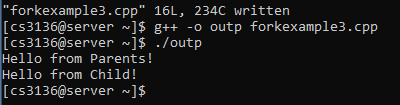 "forkexample3.cpp" 16L, 234C written
[cs3136@server ~]$ g++ -o outp forkexample3.cpp
[cs3136@server ~]$ ./outp
Hello from Parents!
Hello from Child!
[cs3136@server ~]$